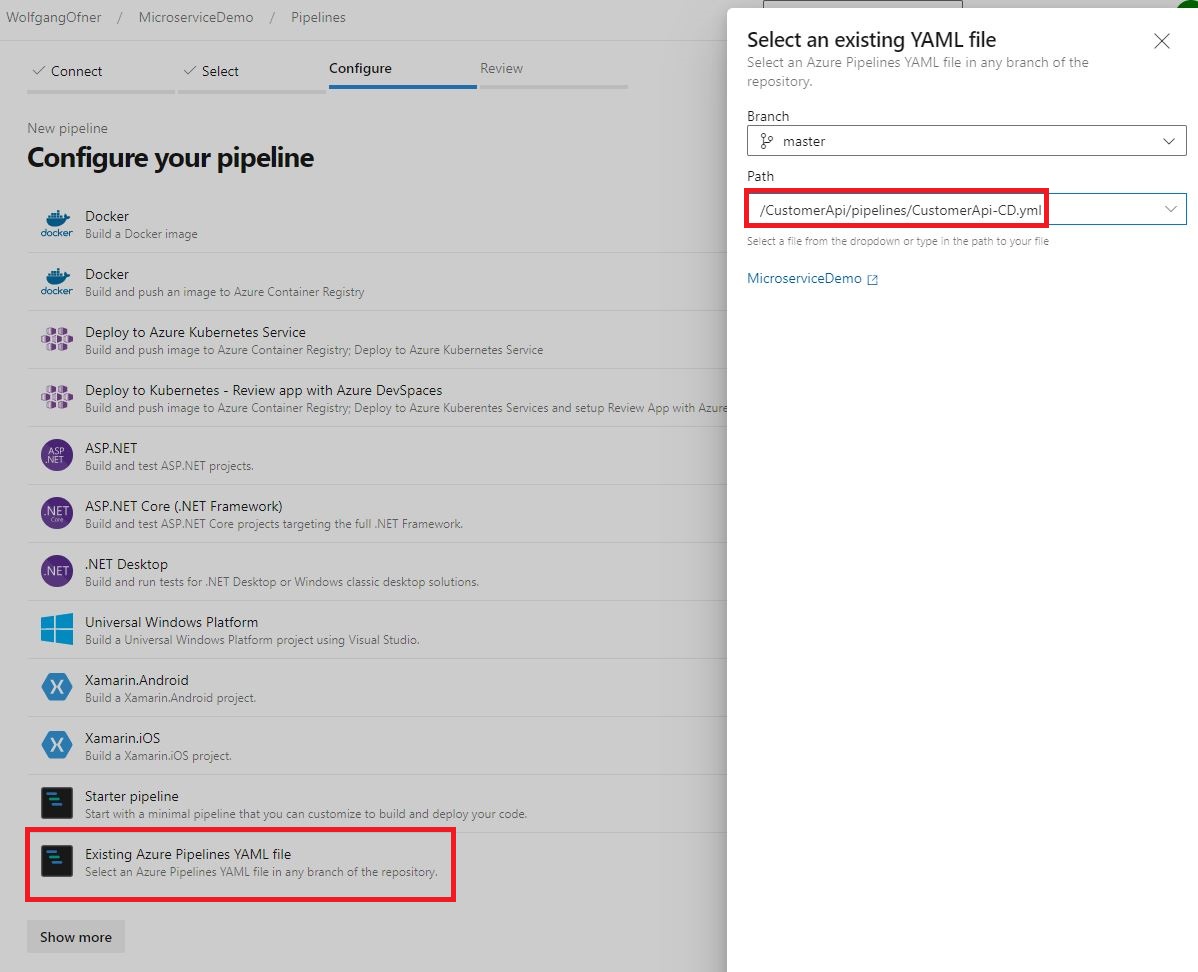 WolfgangOfner / MicroserviceDemo / Pipelines
Connect
Select
Configure
Review
New pipeline
Configure your pipeline
docker
Docker
Build a Docker image
docker
Docker
Build and push an image to Azure Container Registry
Deploy to Azure Kubernetes Service
Build and push image to Azure Container Registry; Deploy to Azure Kubernetes Service
Deploy to Kubernetes - Review app with Azure DevSpaces
Build and push image to Azure Container Registry; Deploy to Azure Kuberentes Services and setup Review App with Azure
ASP
.NET
ASP.NET
Build and test ASP.NET projects.
.NET
Core
ASP.NET Core (.NET Framework)
Build and test ASP.NET Core projects targeting the full .NET Framework.
.NET
.NET Desktop
Build and run tests for .NET Desktop or Windows classic desktop solutions.
Universal Windows Platform
Build a Universal Windows Platform project using Visual Studio.
Xamarin.Android
Build a Xamarin.Android project.
Xamarin.iOS
Build a Xamarin.iOS project.
Starter pipeline
Start with a minimal pipeline that you can customize to build and deploy your code.
Existing Azure Pipelines YAML file
Select an Azure Pipelines YAML file in any branch of the repository.
Show more
Select an existing YAML file
Select an Azure Pipelines YAML file in any branch of the
repository.
Branch
master
Path
/CustomerApi/pipelines/CustomerApi-CD.yml
Select a file from the dropdown or type in the path to your file
MicroserviceDemo